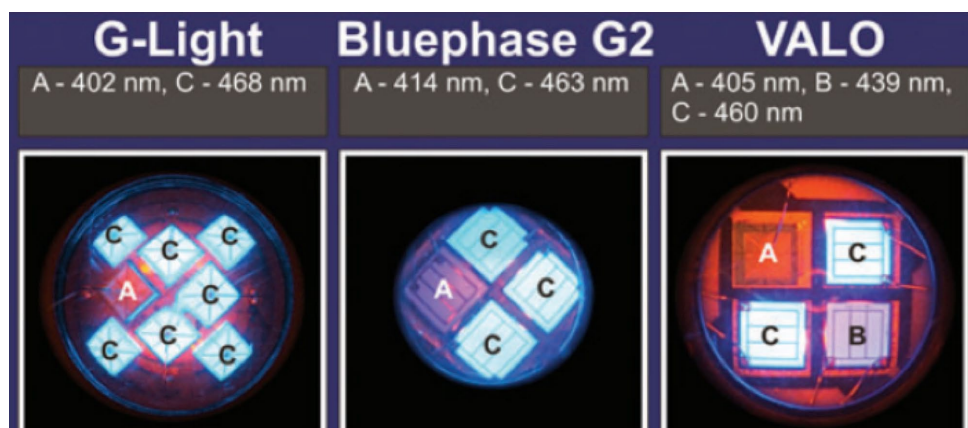 G-Light
Bluephase G2
VALO
A - 402 nm, C - 468 nm
A - 414 nm, C - 463 nm
A - 405 nm, B - 439 nm,
C - 460 nm
C
C
C
A
C
C
C
C
C
A
C
C
A
C
C
B